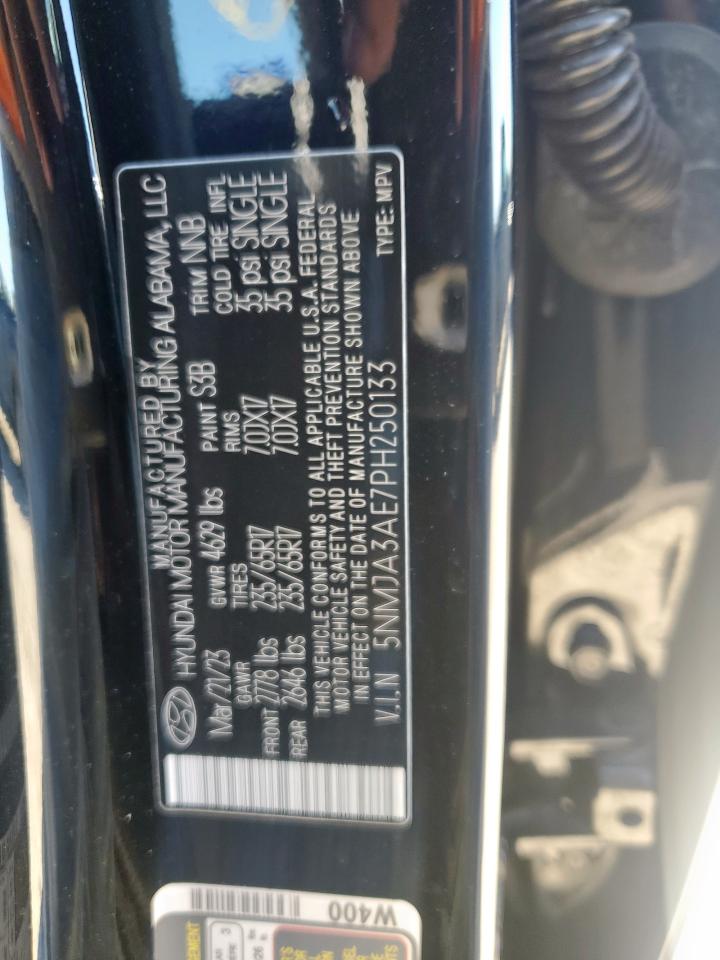 MANUFACTURED BY
HYUNDAI MOTOR MANUFACTURING ALABAMA, LLC
Mar/21/23 GVWR 4629 lbs PAINT S3B TRIM NNB
GAWR TIRES RIMS COLD TIRE INFL
FRONT 2778 lbs 235/65R17 7.0JX17 35 psi SINGLE
REAR 2646 lbs 235/65R17 7.0JX17 35 psi SINGLE
THIS VEHICLE CONFORMS TO ALL APPLICABLE U.S.A. FEDERAL
MOTOR VEHICLE SAFETY AND THEFT PREVENTION STANDARDS
IN EFFECT ON THE DATE OF MANUFACTURE SHOWN ABOVE
V.I.N 5NMJA3AE7PH250133 TYPE: MPV
W400